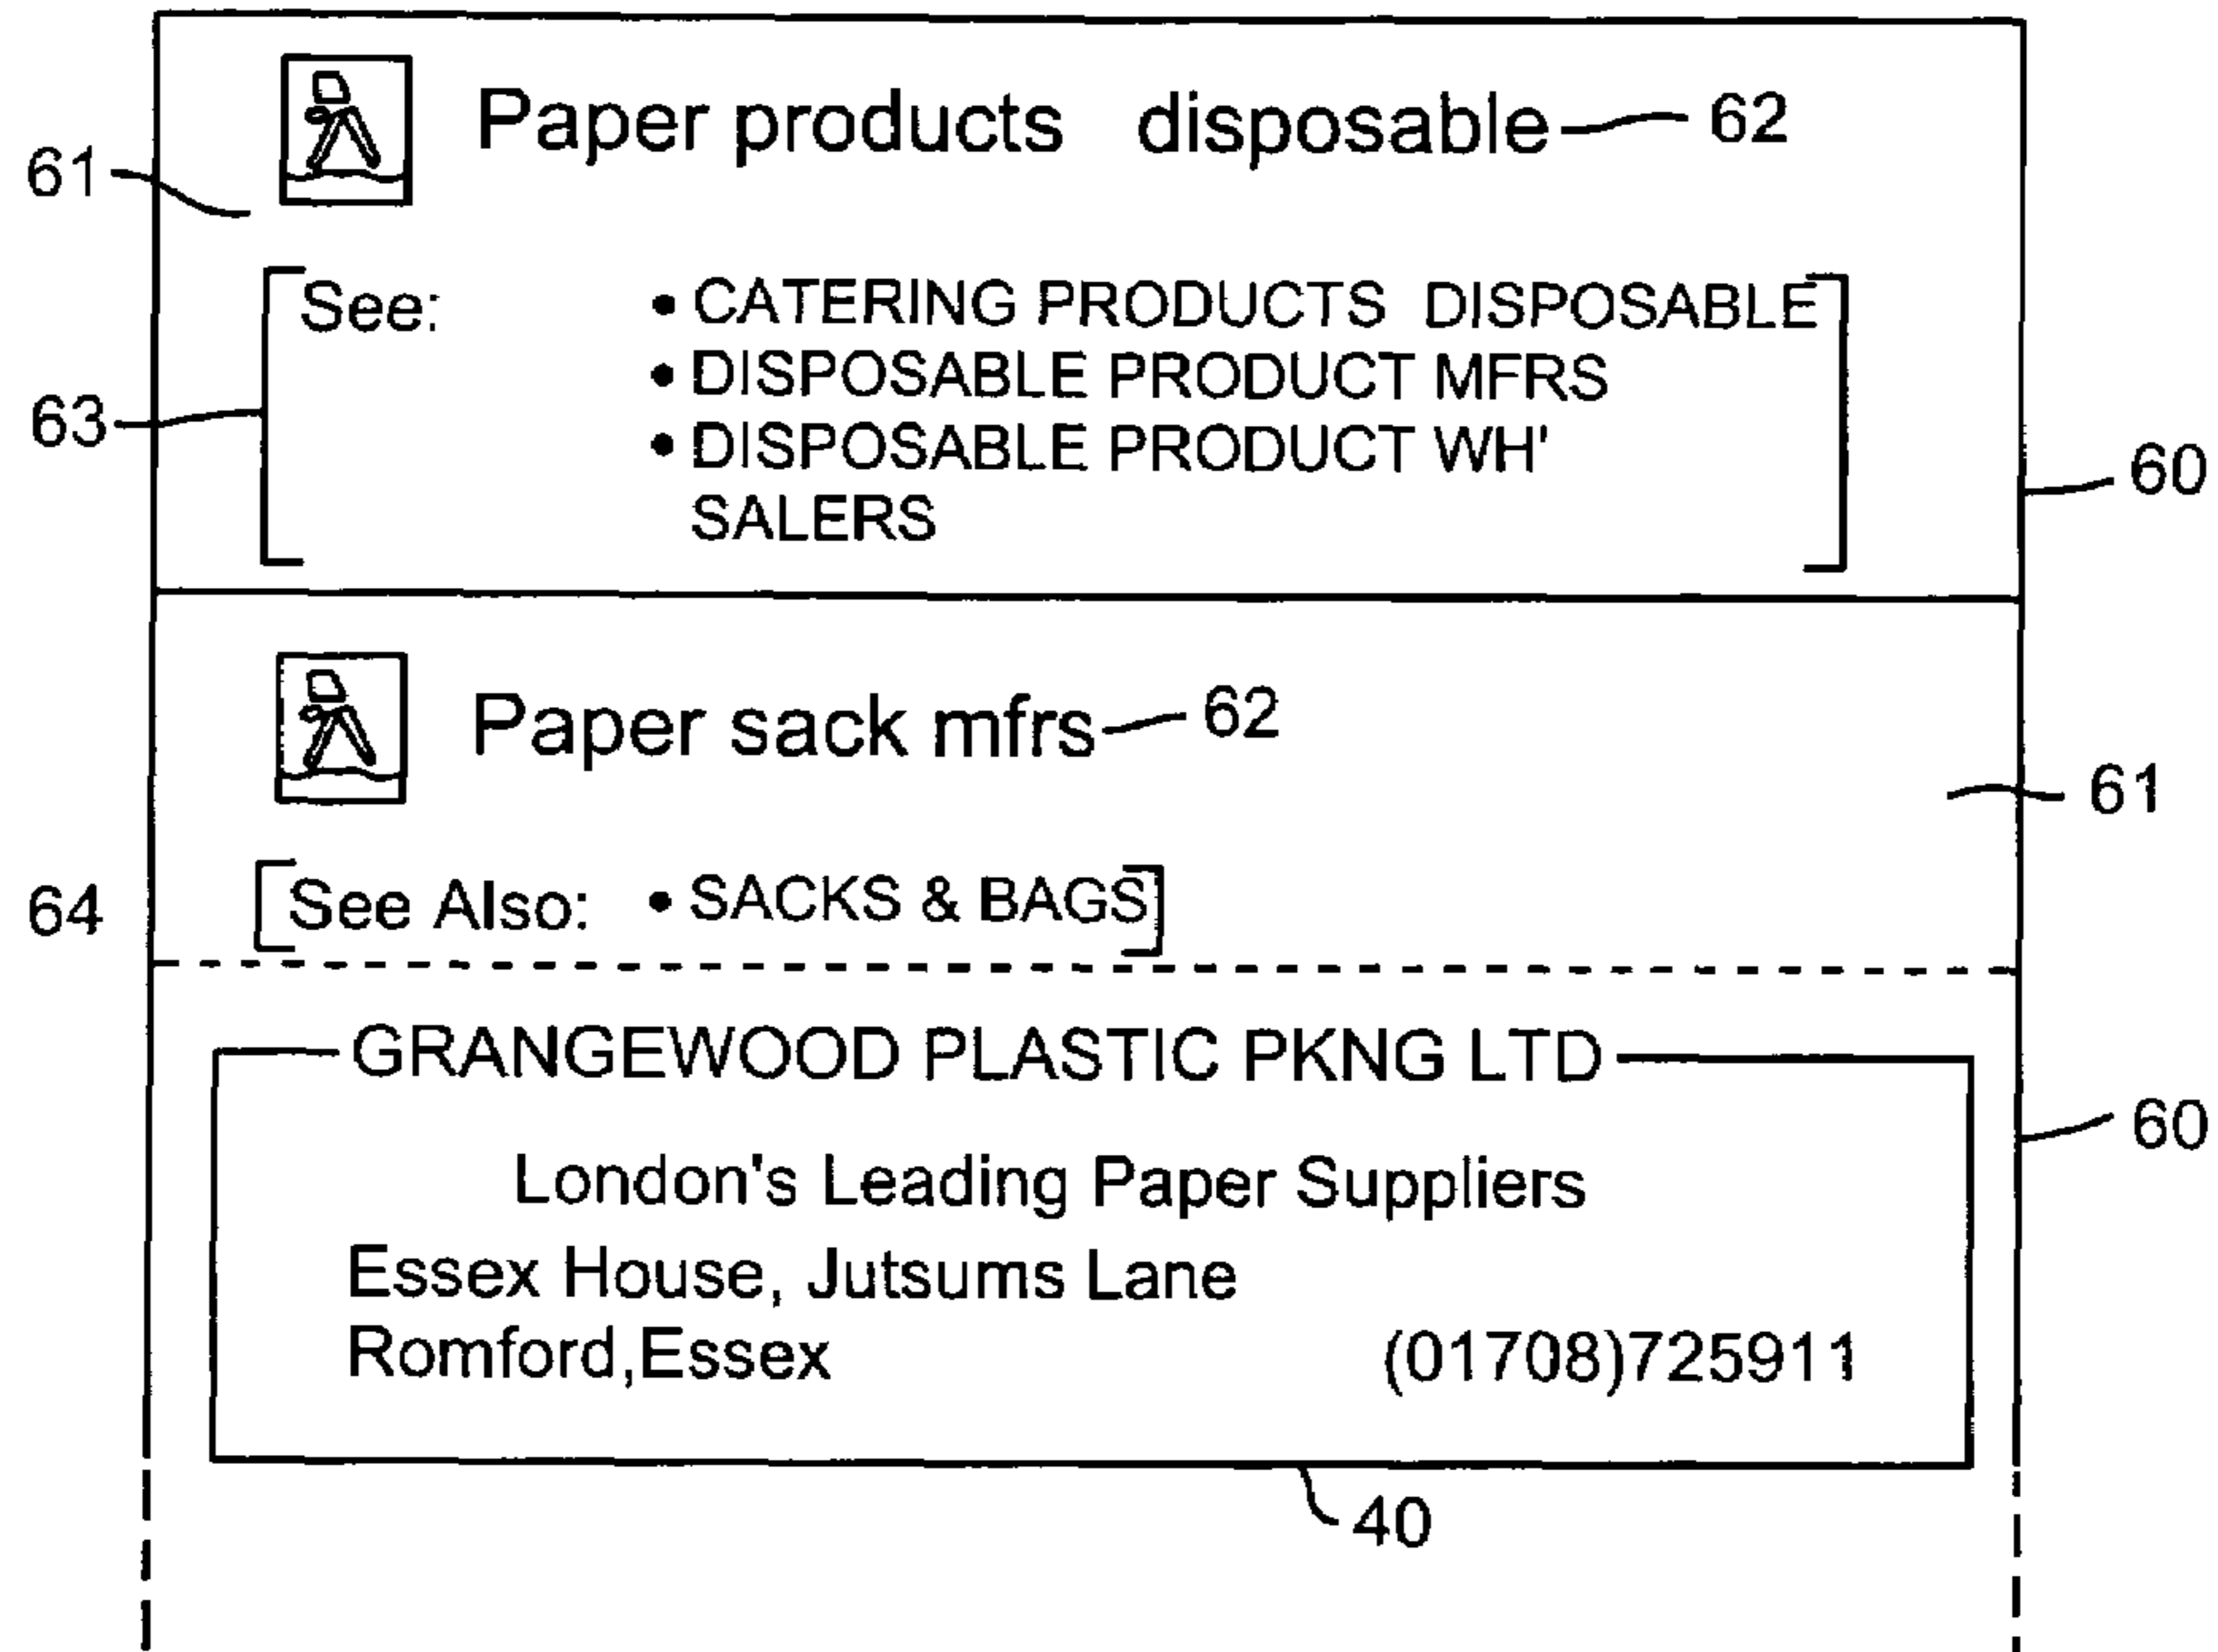 Paper products disposable 62
61
See: • CATERING PRODUCTS DISPOSABLE
• DISPOSABLE PRODUCT MFRS
63
• DISPOSABLE PRODUCT WH'
60
SALERS
Paper sack mfrs 62
61
64 See Also: • SACKS & BAGS
GRANGEWOOD PLASTIC PKNG LTD
60
London's Leading Paper Suppliers
Essex House, Jutsums Lane
Romford,Essex (01708)725911
40